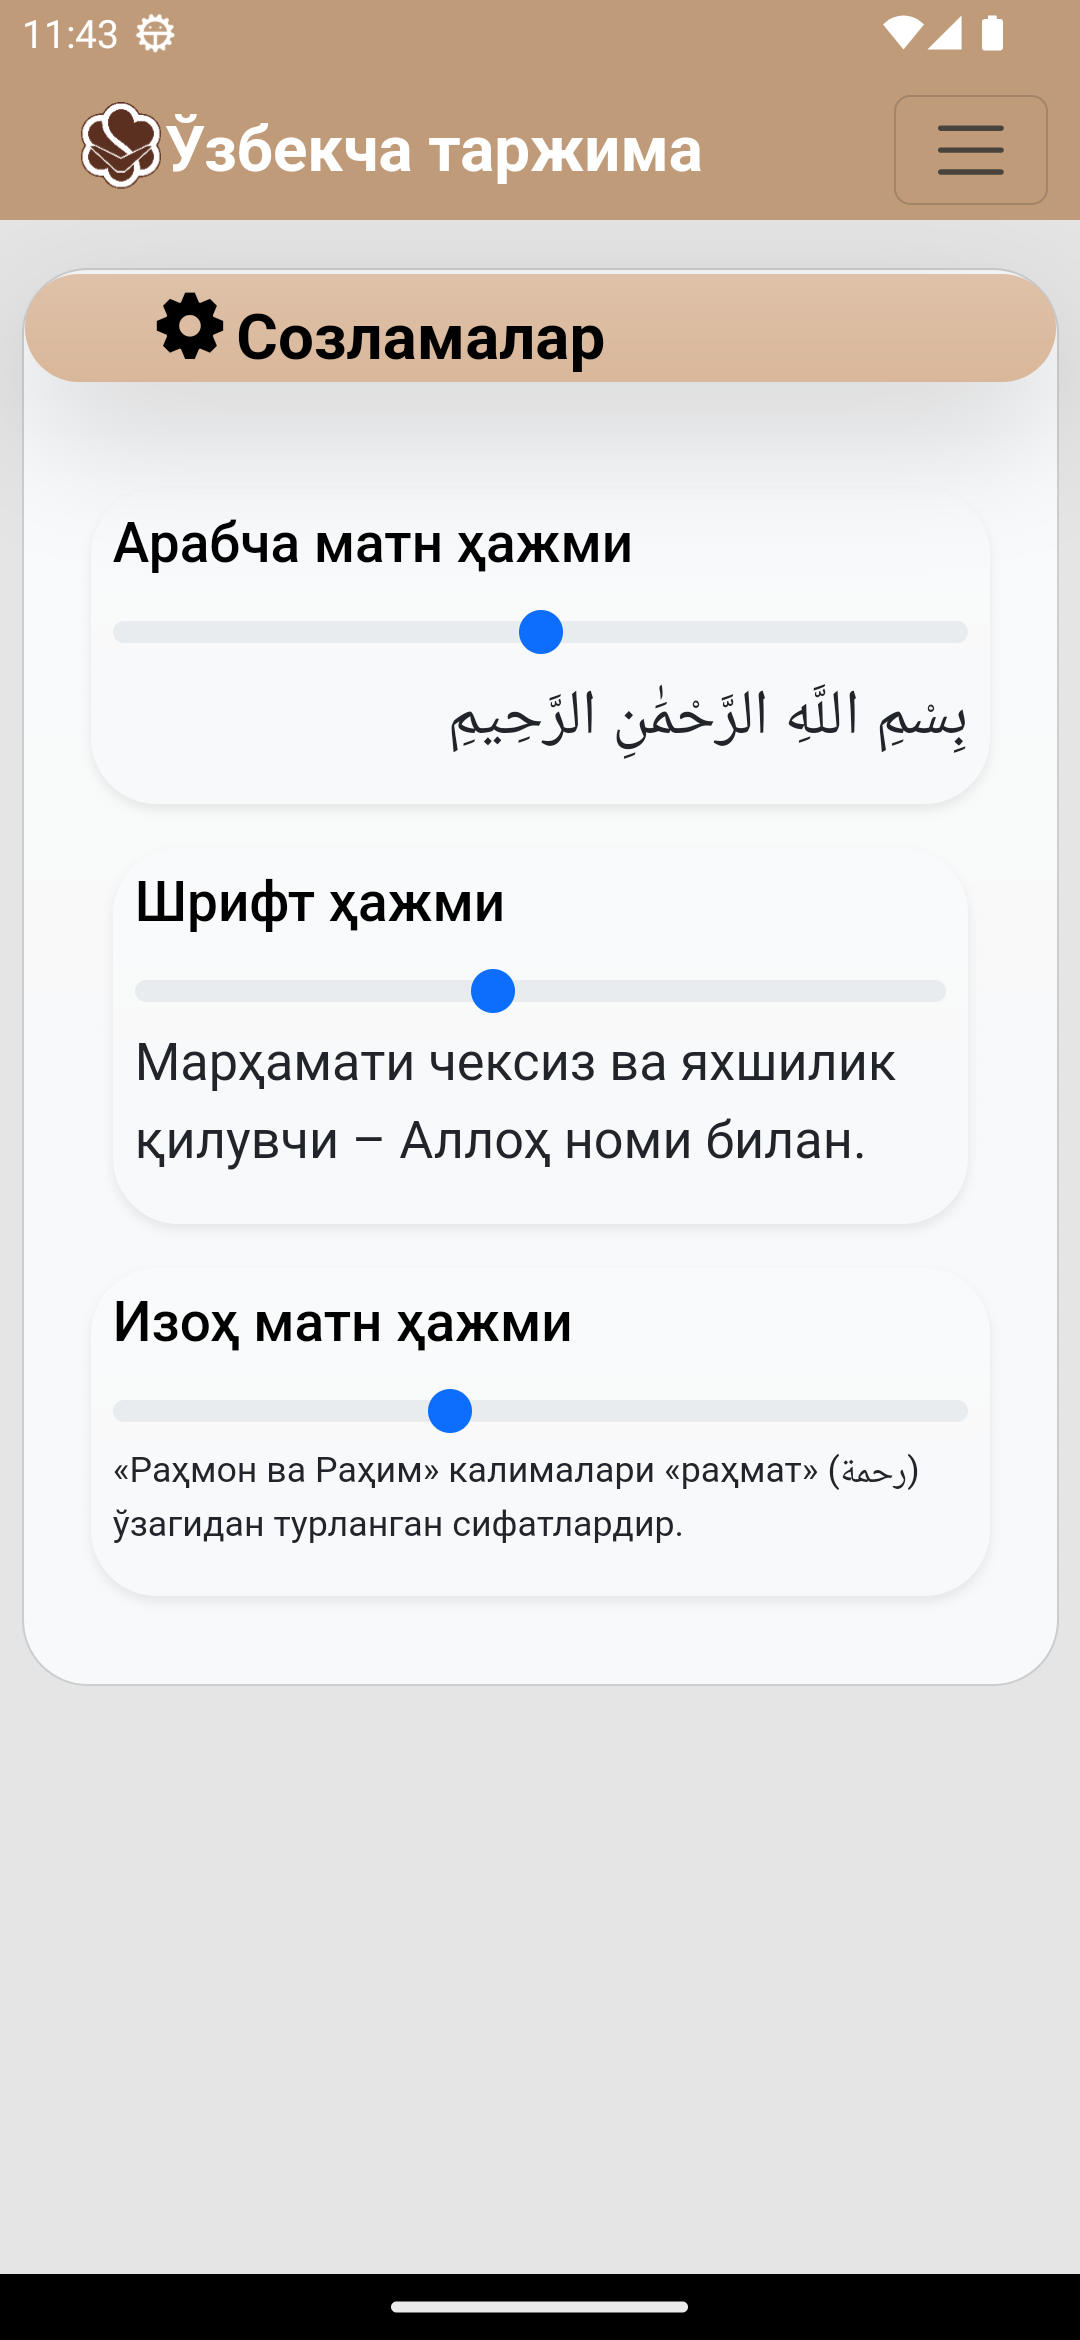 11:43
Ўзбекча таржима
Созламалар
Арабча матн ҳажми
بِسْمِ اللَّهِ الرَّحْمَٰنِ الرَّحِيمِ
Шрифт ҳажми
Марҳамати чексиз ва яхшилик
қилувчи – Аллоҳ номи билан.
Изоҳ матн ҳажми
«Раҳмон ва Раҳим» калималари «раҳмат» (رحمة)
ўзагидан турланган сифатлардир.